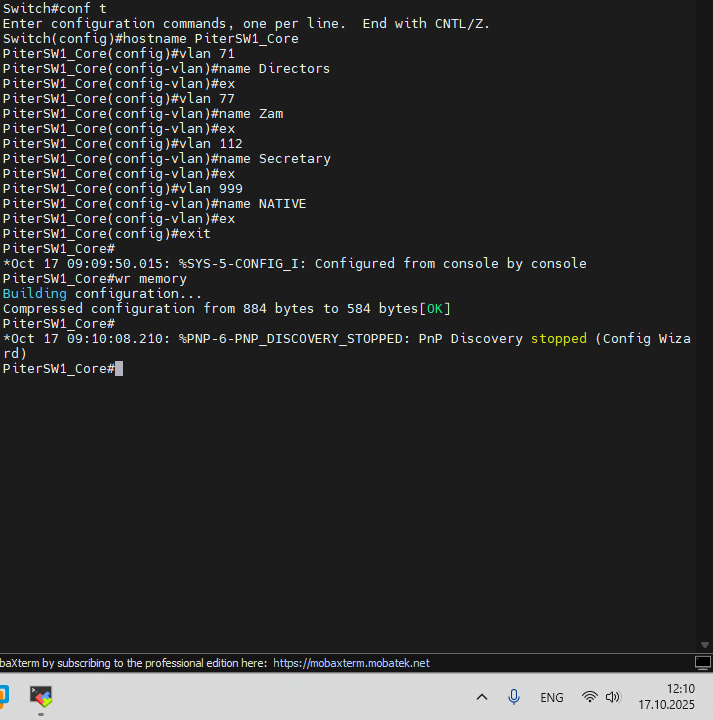 Switch#conf t
Enter configuration commands, one per line.  End with CNTL/Z.
Switch(config)#hostname PiterSW1_Core
PiterSW1_Core(config)#vlan 71
PiterSW1_Core(config-vlan)#name Directors
PiterSW1_Core(config-vlan)#ex
PiterSW1_Core(config)#vlan 77
PiterSW1_Core(config-vlan)#name Zam
PiterSW1_Core(config-vlan)#ex
PiterSW1_Core(config)#vlan 112
PiterSW1_Core(config-vlan)#name Secretary
PiterSW1_Core(config-vlan)#ex
PiterSW1_Core(config)#vlan 999
PiterSW1_Core(config-vlan)#name NATIVE
PiterSW1_Core(config-vlan)#ex
PiterSW1_Core(config)#exit
PiterSW1_Core#
*Oct 17 09:09:50.015: %SYS-5-CONFIG_I: Configured from console by console
PiterSW1_Core#wr memory
Building configuration...
Compressed configuration from 884 bytes to 584 bytes[OK]
PiterSW1_Core#
*Oct 17 09:10:08.210: %PNP-6-PNP_DISCOVERY_STOPPED: PnP Discovery stopped (Config Wiza
rd)
PiterSW1_Core#
baXterm by subscribing to the professional edition here: https://mobaxterm.mobatek.net
ENG
12:10
17.10.2025